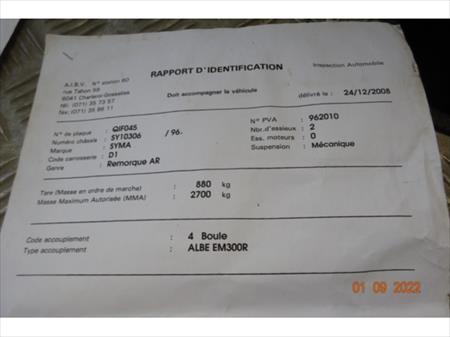 RAPPORT D'IDENTIFICATION
Inspection Automobile
A.I.B.V. N° station 60
rue Tahon 59
6041 Charleroi-Gosselies
tél: (071) 35 73 57
fax: (071) 35 98 11
Doit accompagner le véhicule
délivré le : 24/12/2008
N° de plaque : QIF045
Numéro châssis : SY10306 / 96.
Marque : SYMA
Code carrosserie : D1
Genre : Remorque AR
N° PVA : 962010
Nbr.d'essieux : 2
Ess. moteurs : 0
Suspension : Mécanique
Tare (Masse en ordre de marche) : 880 kg
Masse Maximum Autorisée (MMA) : 2700 kg
Code accouplement : 4 Boule
Type accouplement : ALBE EM300R
01 09 2022